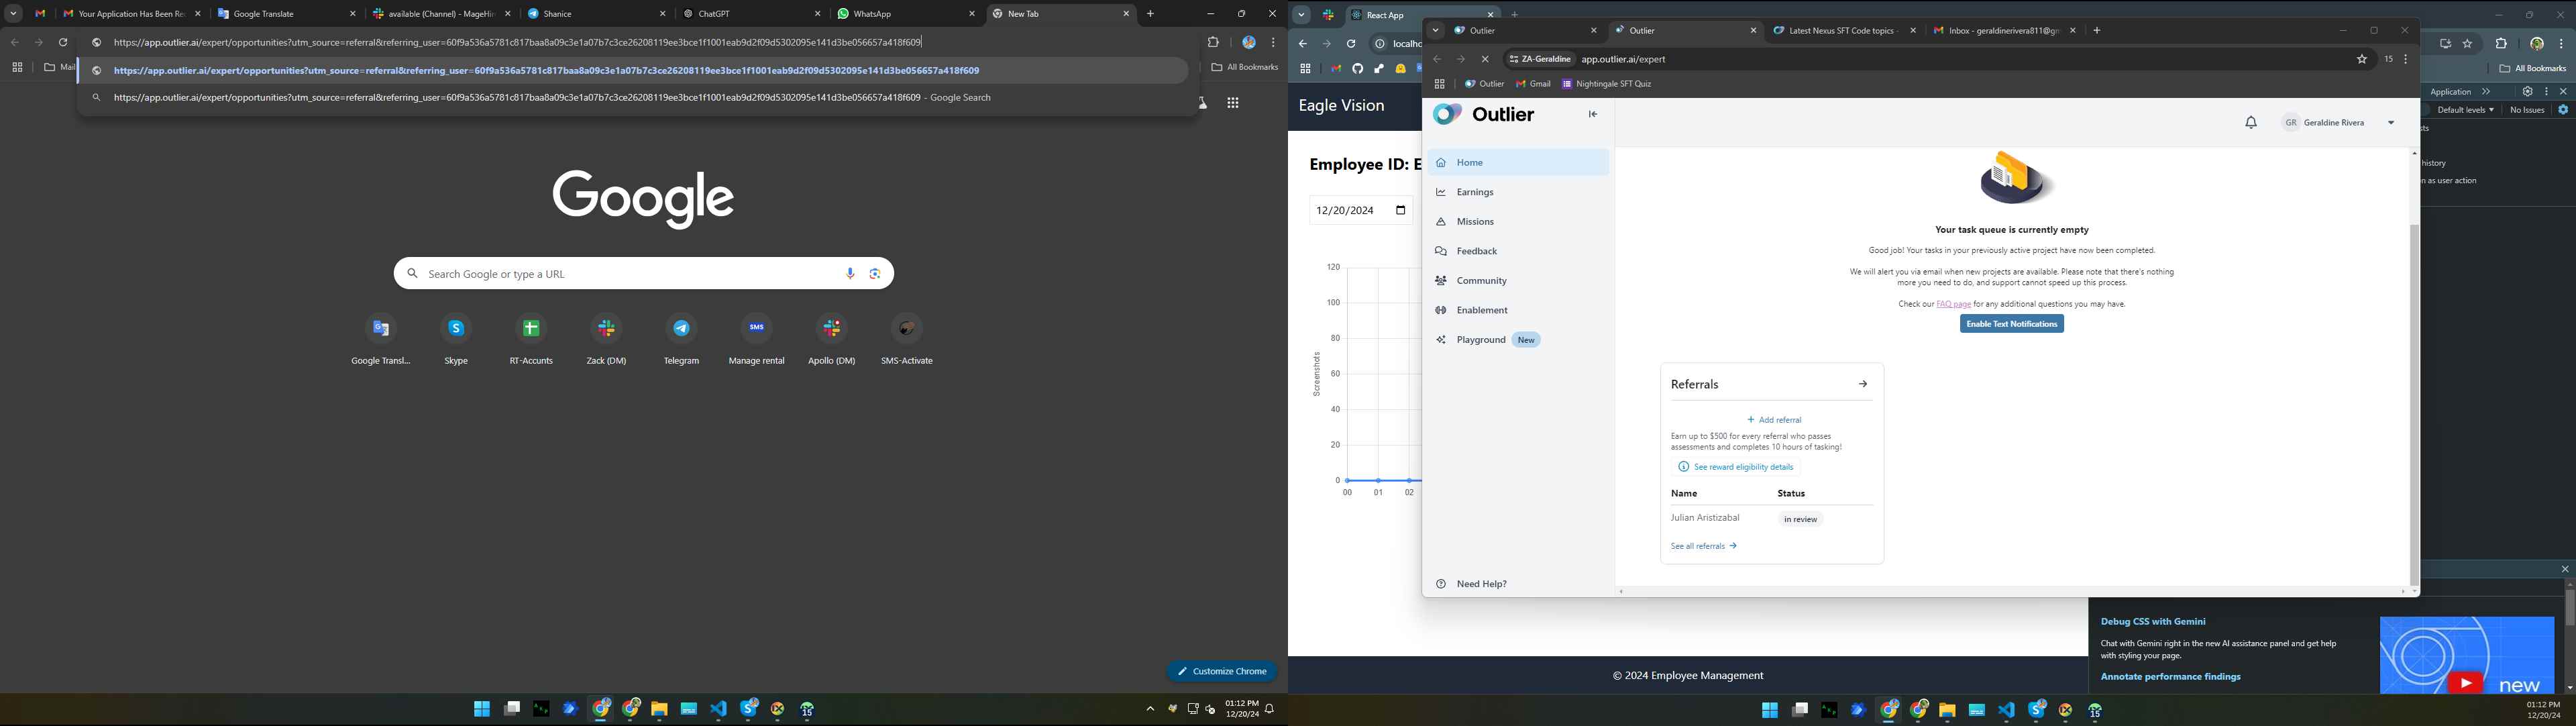 Your Application Has Been Re
Google Translate
available (Channel) - MageHin
Shanice
ChatGPT
WhatsApp
New Tab
https://app.outlier.ai/expert/opportunities?utm_source=referral&referring_user=60f9a536a5781c817baa8a09c3e1a07b7c3ce26208119ee3bce1f1001eab9d2f09d5302095e141d3be056657a418f609
Mail
https://app.outlier.ai/expert/opportunities?utm_source=referral&referring_user=60f9a536a5781c817baa8a09c3e1a07b7c3ce26208119ee3bce1f1001eab9d2f09d5302095e141d3be056657a418f609
All Bookmarks
https://app.outlier.ai/expert/opportunities?utm_source=referral&referring_user=60f9a536a5781c817baa8a09c3e1a07b7c3ce26208119ee3bce1f1001eab9d2f09d5302095e141d3be056657a418f609 - Google Search
Google
Search Google or type a URL
SMS
Google Transl...
Skype
RT-Accunts
Zack (DM)
Telegram
Manage rental
Apollo (DM)
SMS-Activate
Customize Chrome
15
01:12 PM
12/20/24
React App
localho
All Bookmarks
Application
Default levels
No Issues
history
n as user action
Eagle Vision
Employee ID: E
12/20/2024
120
100
80
60
40
20
0
Screenshots
00 01 02
© 2024 Employee Management
Outlier
Outlier
Latest Nexus SFT Code topics -
Inbox - geraldinerivera811@gm
ZA-Geraldine
app.outlier.ai/expert
15
Outlier
Gmail
Nightingale SFT Quiz
Outlier
GR
Geraldine Rivera
Home
Earnings
Missions
Feedback
Community
Enablement
Playground New
Need Help?
Your task queue is currently empty
Good job! Your tasks in your previously active project have now been completed.
We will alert you via email when new projects are available. Please note that there's nothing
more you need to do, and support cannot speed up this process.
Check our FAQ page for any additional questions you may have.
Enable Text Notifications
Referrals
+ Add referral
Earn up to $500 for every referral who passes
assessments and completes 10 hours of tasking!
See reward eligibility details
Name Status
Julian Aristizabal in review
See all referrals
Debug CSS with Gemini
Chat with Gemini right in the new AI assistance panel and get help
with styling your page.
Annotate performance findings
new
15
01:12 PM
12/20/24